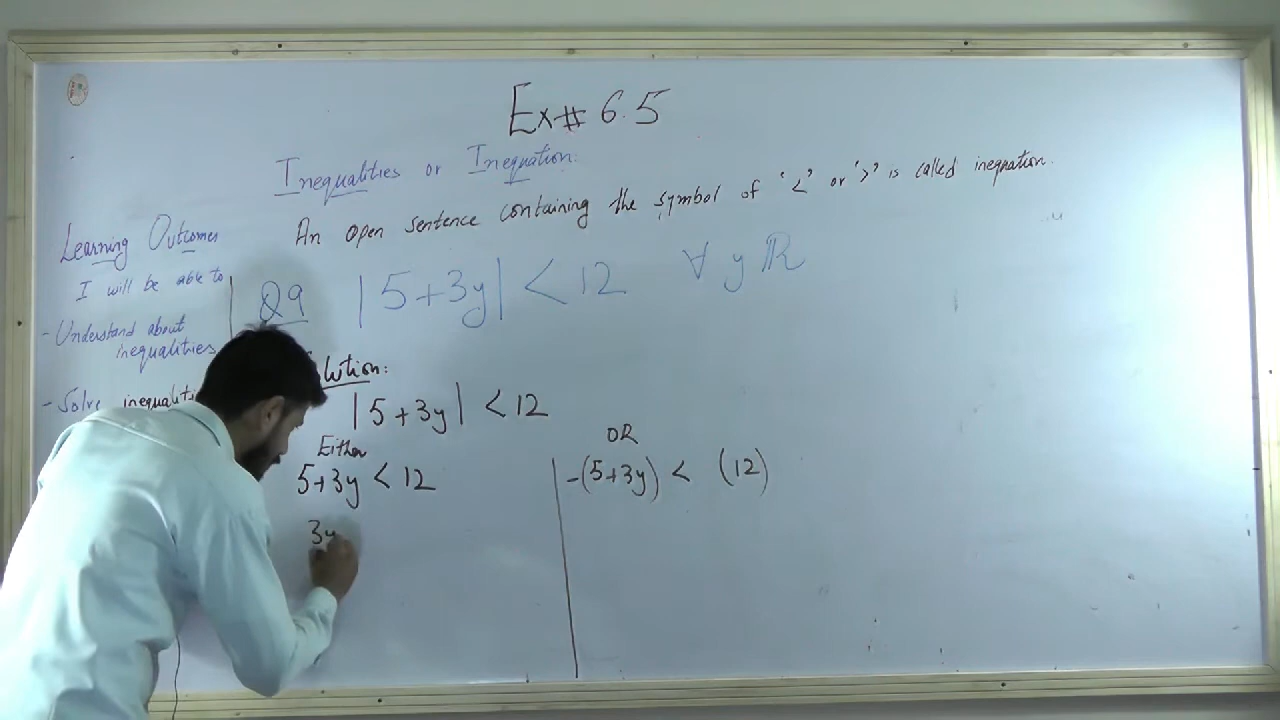 Ex# 6.5
Inequalities or Inequation:
An open sentence containing the symbol of '<' or '>' is called inequation.
Learning Outcomes
I will be able to
- Understand about
inequalities
- Solve inequaliti
Q9 |5+3y| < 12 ∀ y ℝ
lution:
|5+3y| < 12
Either
5+3y < 12
3y
OR
-(5+3y) < (12)